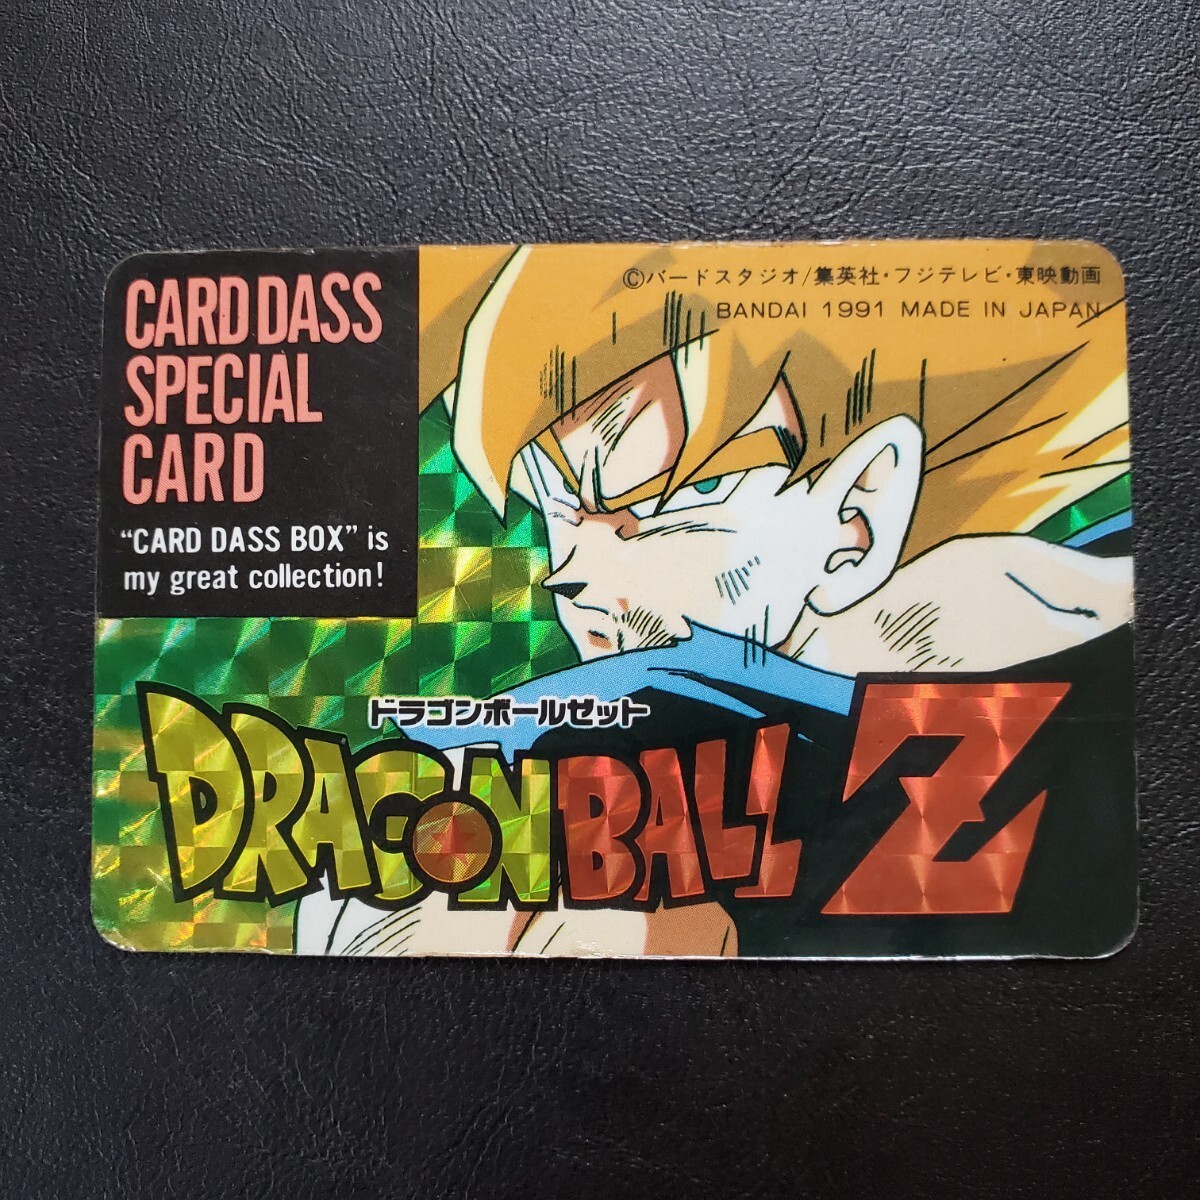 CARD DASS
SPECIAL
CARD
“CARD DASS BOX” is
my great collection!
©バードスタジオ/集英社・フジテレビ・東映動画
BANDAI 1991 MADE IN JAPAN
ドラゴンボールゼット
DRAGON BALL Z